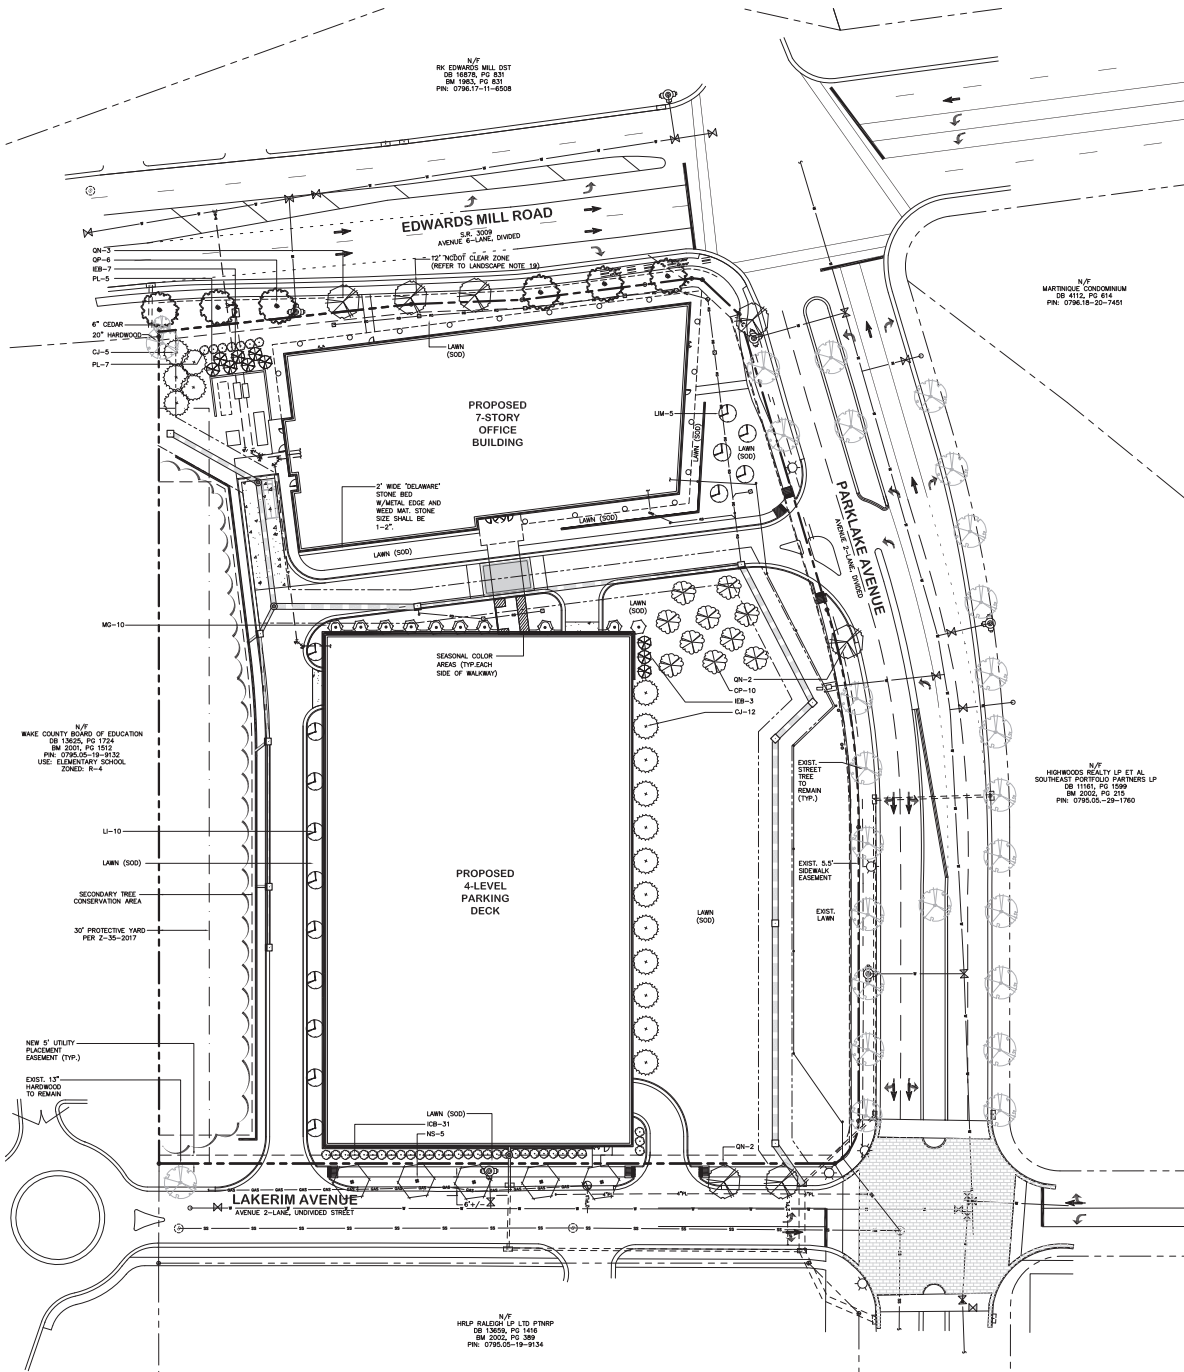 N/F
RK EDWARDS MILL DST
DB 16878, PG 831
BM 1983, PG 831
PIN: 0796.17-11-6508
EDWARDS MILL ROAD
S.R. 3009
AVENUE 6-LANE, DIVIDED
QN-3
QP-6
IEB-7
PL-5
12' NCDOT CLEAR ZONE
(REFER TO LANDSCAPE NOTE 19)
N/F
MARTINIQUE CONDOMINIUM
DB 4112, PG 614
PIN: 0796.18-20-7451
6" CEDAR
20" HARDWOOD
CJ-5
PL-7
LAWN
(SOD)
PROPOSED
7-STORY
OFFICE
BUILDING
LIM-5
LAWN (SOD)
LAWN
(SOD)
2' WIDE 'DELAWARE'
STONE BED
W/METAL EDGE AND
WEED MAT. STONE
SIZE SHALL BE
1-2".
LAWN (SOD)
LAWN (SOD)
PARKLAKE AVENUE
AVENUE 2-LANE, DIVIDED
MG-10
LAWN
(SOD)
SEASONAL COLOR
AREAS (TYP.EACH
SIDE OF WALKWAY)
QN-2
CP-10
IEB-3
CJ-12
N/F
WAKE COUNTY BOARD OF EDUCATION
DB 13625, PG 1724
BM 2001, PG 1512
PIN: 0795.05-19-9132
USE: ELEMENTARY SCHOOL
ZONED: R-4
EXIST.
STREET
TREE
TO
REMAIN
(TYP.)
N/F
HIGHWOODS REALTY LP ET AL
SOUTHEAST PORTFOLIO PARTNERS LP
DB 11161, PG 1599
BM 2002, PG 215
PIN: 0795.05.-29-1760
LI-10
LAWN (SOD)
SECONDARY TREE
CONSERVATION AREA
30' PROTECTIVE YARD
PER Z-35-2017
PROPOSED
4-LEVEL
PARKING
DECK
EXIST. 5.5'
SIDEWALK
EASEMENT
LAWN
(SOD)
EXIST.
LAWN
NEW 5' UTILITY
PLACEMENT
EASEMENT (TYP.)
EXIST. 13"
HARDWOOD
TO REMAIN
LAWN (SOD)
ICB-31
NS-5
QN-2
LAKERIM AVENUE
AVENUE 2-LANE, UNDIVIDED STREET
6'+/-
N/F
HRLP RALEIGH LP LTD PTNRP
DB 13659, PG 1416
BM 2002, PG 389
PIN: 0795.05-19-9134